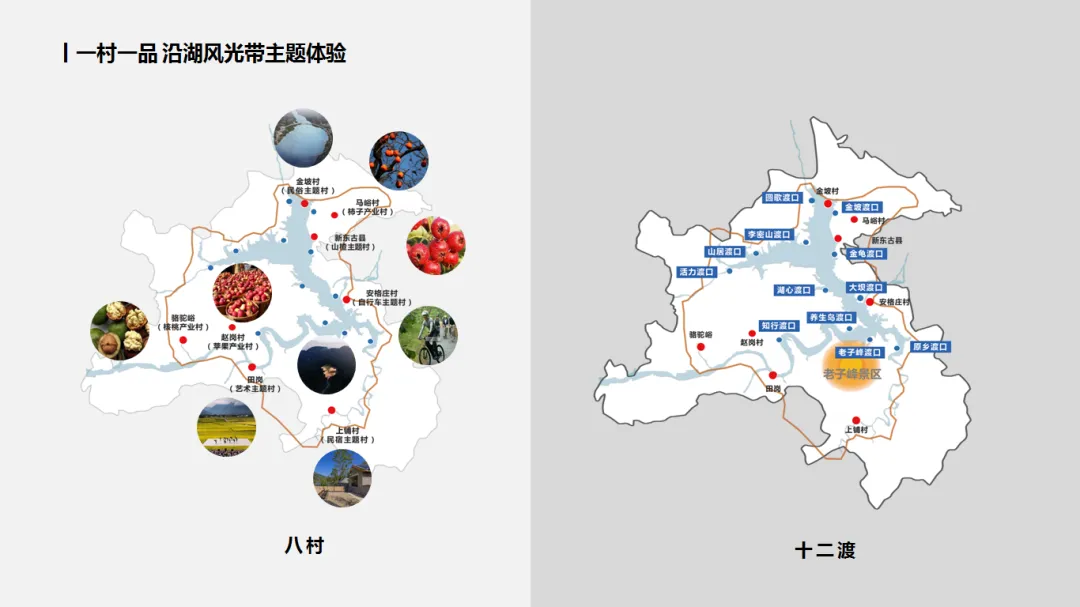 一村一品 沿湖风光带主题体验
金坡村
（民俗主题村）
马峪村
（柿子产业村）
新东古县
（山楂主题村）
安格庄村
（自行车主题村）
骆驼峪
（核桃产业村）
赵岗村
（苹果产业村）
田岗
（艺术主题村）
上铺村
（民宿主题村）
八村
金坡村
回歇渡口
金坡渡口
马峪村
李密山渡口
新东古县
山居渡口
金龟渡口
活力渡口
湖心渡口
大坝渡口
安格庄村
养生岛渡口
知行渡口
骆驼峪
赵岗村
原乡渡口
老子峰渡口
老子峰景区
田岗
上铺村
十二渡